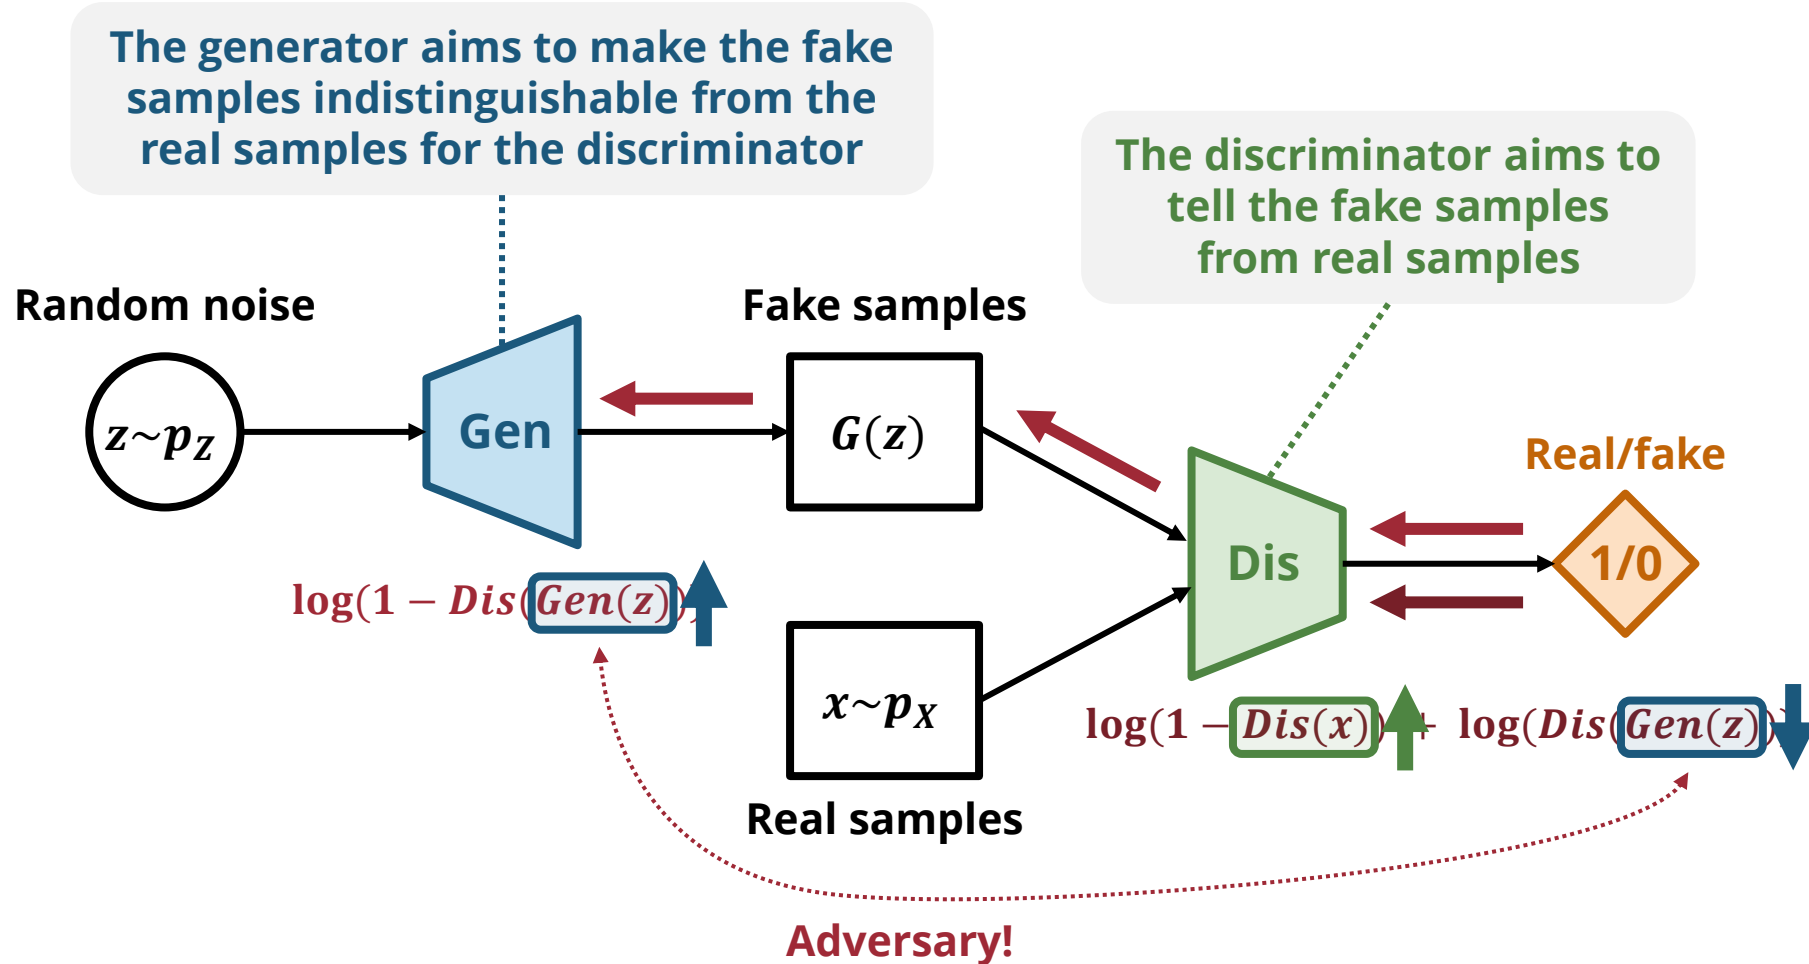 The generator aims to make the fake
samples indistinguishable from the
real samples for the discriminator
The discriminator aims to
tell the fake samples
from real samples
Random noise
Fake samples
z~p_Z
Gen
G(z)
Real/fake
Dis
1/0
log(1 − Dis(Gen(z)))
x~p_X
log(1 − Dis(x)) + log(Dis(Gen(z)))
Real samples
Adversary!